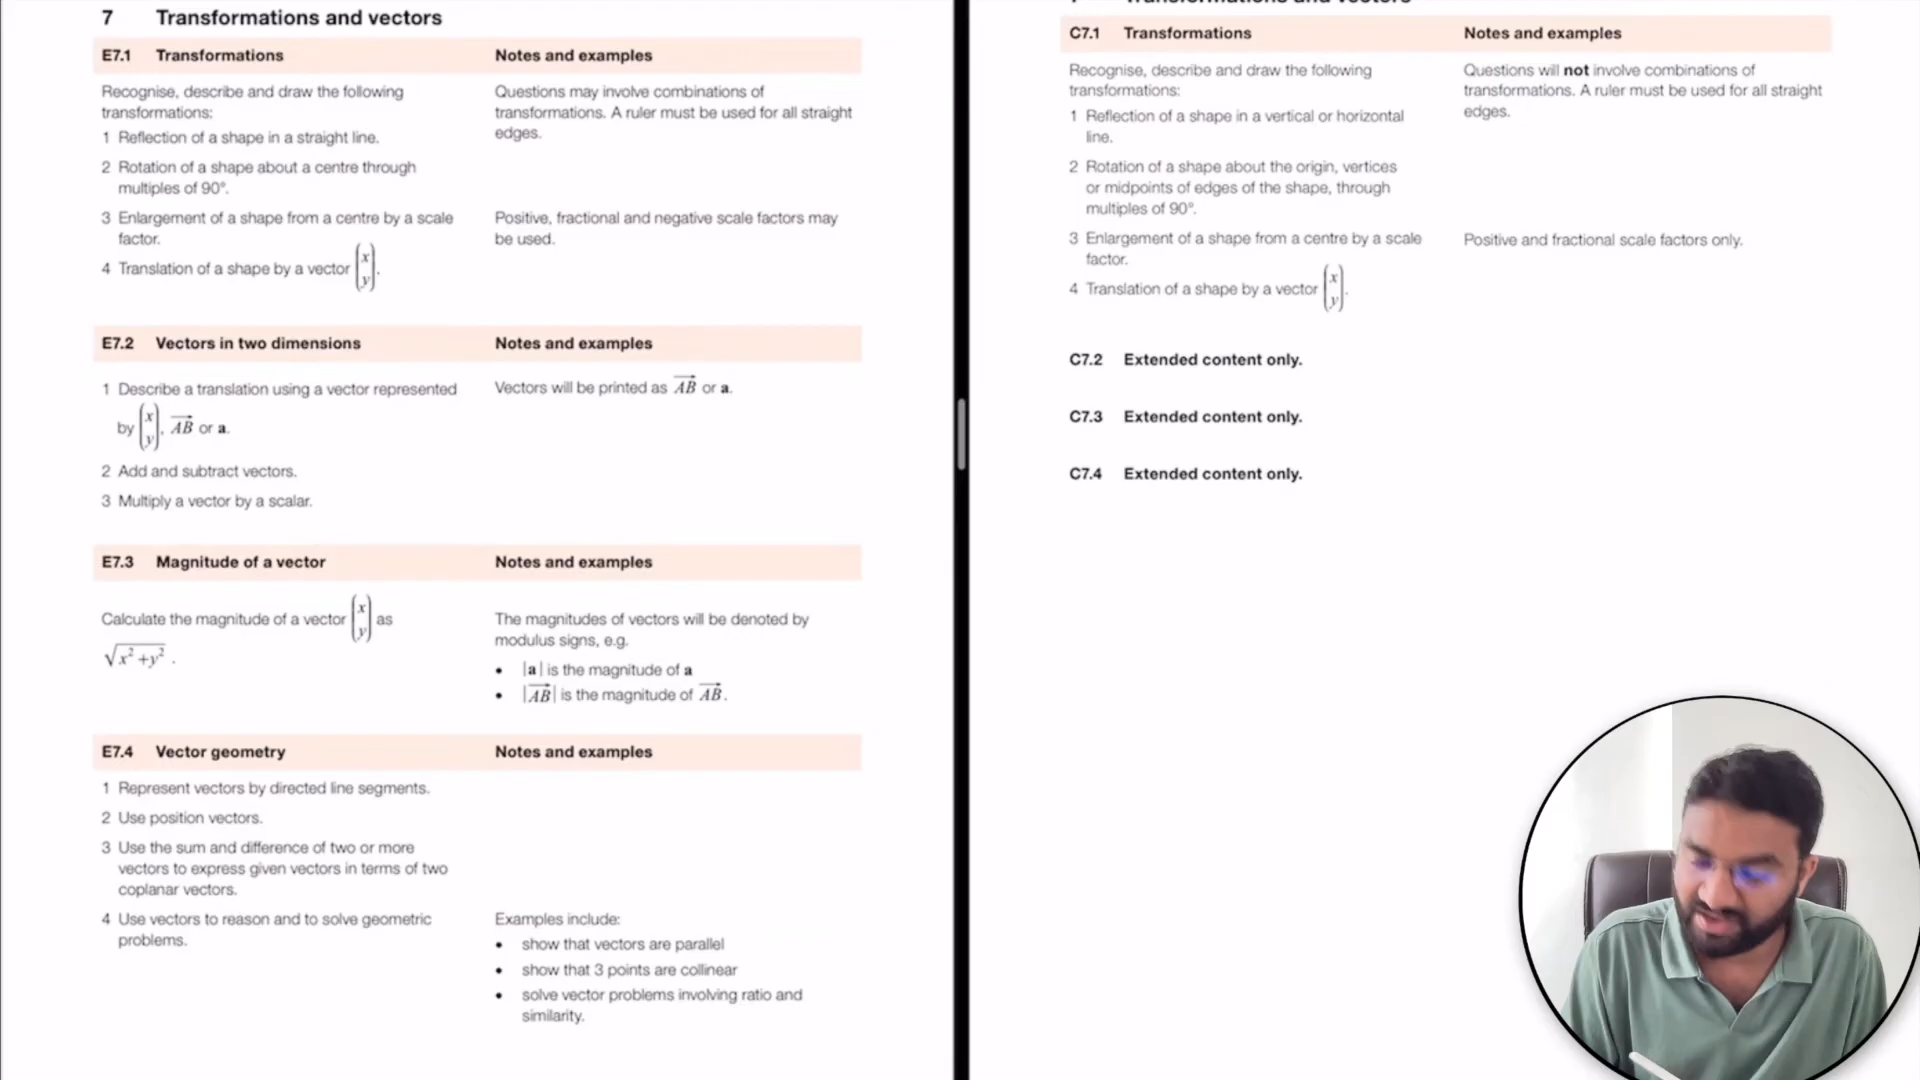 7 Transformations and vectors
E7.1 Transformations Notes and examples
Recognise, describe and draw the following
transformations:
1 Reflection of a shape in a straight line.
2 Rotation of a shape about a centre through
multiples of 90°.
3 Enlargement of a shape from a centre by a scale
factor.
4 Translation of a shape by a vector (x y).
Questions may involve combinations of
transformations. A ruler must be used for all straight
edges.
Positive, fractional and negative scale factors may
be used.
E7.2 Vectors in two dimensions Notes and examples
1 Describe a translation using a vector represented
by (x y), AB or a.
2 Add and subtract vectors.
3 Multiply a vector by a scalar.
Vectors will be printed as AB or a.
E7.3 Magnitude of a vector Notes and examples
Calculate the magnitude of a vector (x y) as
√x² +y² .
The magnitudes of vectors will be denoted by
modulus signs, e.g.
• |a| is the magnitude of a
• |AB| is the magnitude of AB.
E7.4 Vector geometry Notes and examples
1 Represent vectors by directed line segments.
2 Use position vectors.
3 Use the sum and difference of two or more
vectors to express given vectors in terms of two
coplanar vectors.
4 Use vectors to reason and to solve geometric
problems.
Examples include:
• show that vectors are parallel
• show that 3 points are collinear
• solve vector problems involving ratio and
similarity.
7 Transformations and vectors
C7.1 Transformations Notes and examples
Recognise, describe and draw the following
transformations:
1 Reflection of a shape in a vertical or horizontal
line.
2 Rotation of a shape about the origin, vertices
or midpoints of edges of the shape, through
multiples of 90°.
3 Enlargement of a shape from a centre by a scale
factor.
4 Translation of a shape by a vector (x y).
Questions will not involve combinations of
transformations. A ruler must be used for all straight
edges.
Positive and fractional scale factors only.
C7.2 Extended content only.
C7.3 Extended content only.
C7.4 Extended content only.